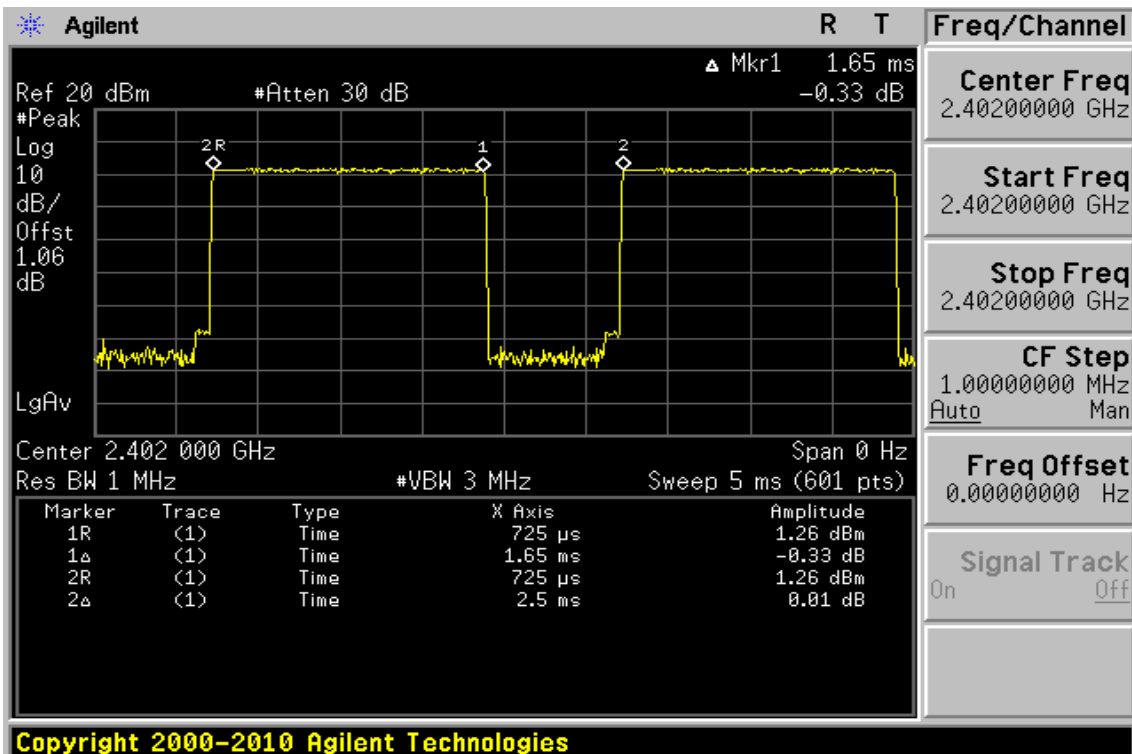 Agilent R T
Δ Mkr1 1.65 ms
Ref 20 dBm #Atten 30 dB -0.33 dB
#Peak
Log
10
dB/
Offst
1.06
dB
LgAv
2R 1 2
Center 2.402 000 GHz Span 0 Hz
Res BW 1 MHz #VBW 3 MHz Sweep 5 ms (601 pts)
Marker Trace Type X Axis Amplitude
1R (1) Time 725 µs 1.26 dBm
1Δ (1) Time 1.65 ms -0.33 dB
2R (1) Time 725 µs 1.26 dBm
2Δ (1) Time 2.5 ms 0.01 dB
Freq/Channel
Center Freq
2.40200000 GHz
Start Freq
2.40200000 GHz
Stop Freq
2.40200000 GHz
CF Step
1.00000000 MHz
Auto Man
Freq Offset
0.00000000 Hz
Signal Track
On Off
Copyright 2000-2010 Agilent Technologies